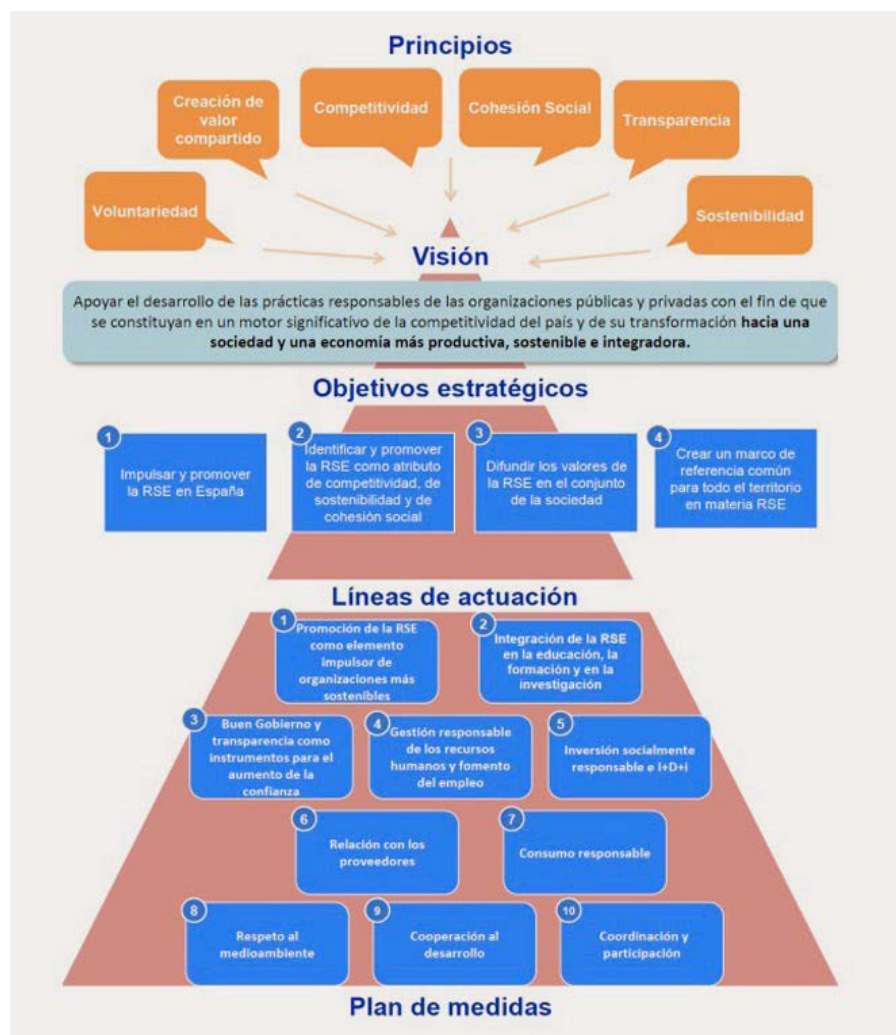 Principios
Creación de
valor
compartido
Competitividad
Cohesión Social
Transparencia
Voluntariedad
Sostenibilidad
Visión
Apoyar el desarrollo de las prácticas responsables de las organizaciones públicas y privadas con el fin de que
se constituyan en un motor significativo de la competitividad del país y de su transformación hacia una
sociedad y una economía más productiva, sostenible e integradora.
Objetivos estratégicos
1
Impulsar y promover
la RSE en España
2
Identificar y promover
la RSE como atributo
de competitividad, de
sostenibilidad y de
cohesión social
3
Difundir los valores de
la RSE en el conjunto
de la sociedad
4
Crear un marco de
referencia común
para todo el territorio
en materia RSE
Líneas de actuación
1
Promoción de la RSE
como elemento
impulsor de
organizaciones más
sostenibles
2
Integración de la RSE
en la educación, la
formación y en la
investigación
3
Buen Gobierno y
transparencia como
instrumentos para el
aumento de la
confianza
4
Gestión responsable
de los recursos
humanos y fomento
del empleo
5
Inversión socialmente
responsable e I+D+i
6
Relación con los
proveedores
7
Consumo responsable
8
Respeto al
medioambiente
9
Cooperación al
desarrollo
10
Coordinación y
participación
Plan de medidas